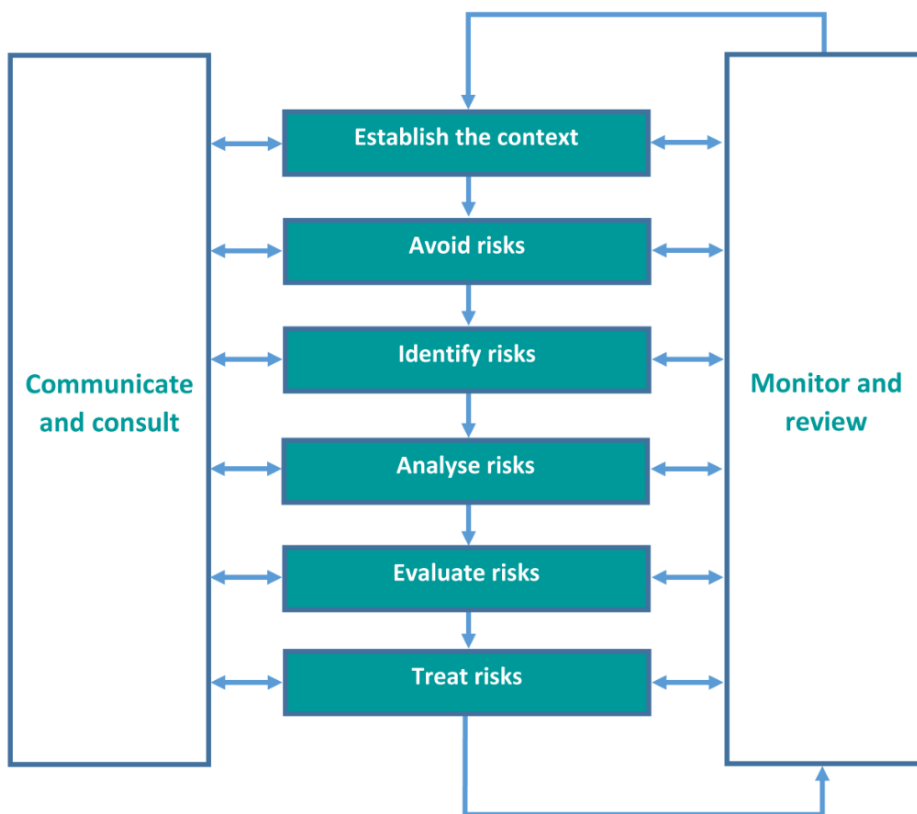 Establish the context
Avoid risks
Identify risks
Communicate
and consult
Monitor and
review
Analyse risks
Evaluate risks
Treat risks